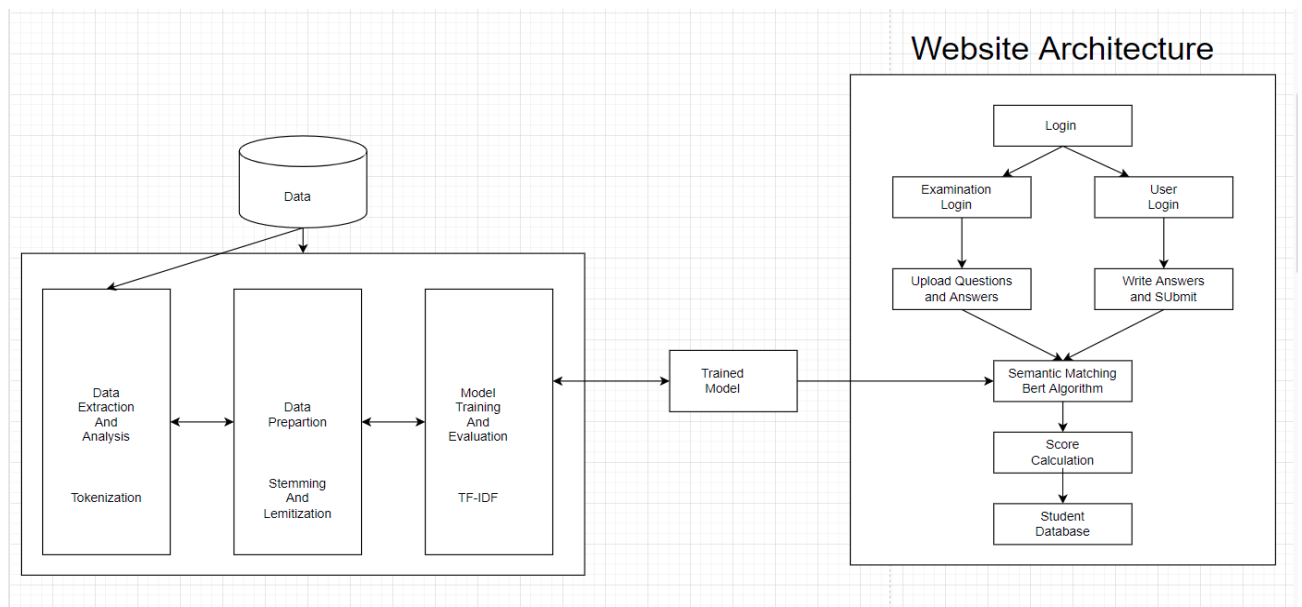 Website Architecture
Login
Examination
Login
User
Login
Upload Questions
and Answers
Write Answers
and SUbmit
Semantic Matching
Bert Algorithm
Score
Calculation
Student
Database
Data
Data
Extraction
And
Analysis
Tokenization
Data
Prepartion
Stemming
And
Lemitization
Model
Training
And
Evaluation
TF-IDF
Trained
Model